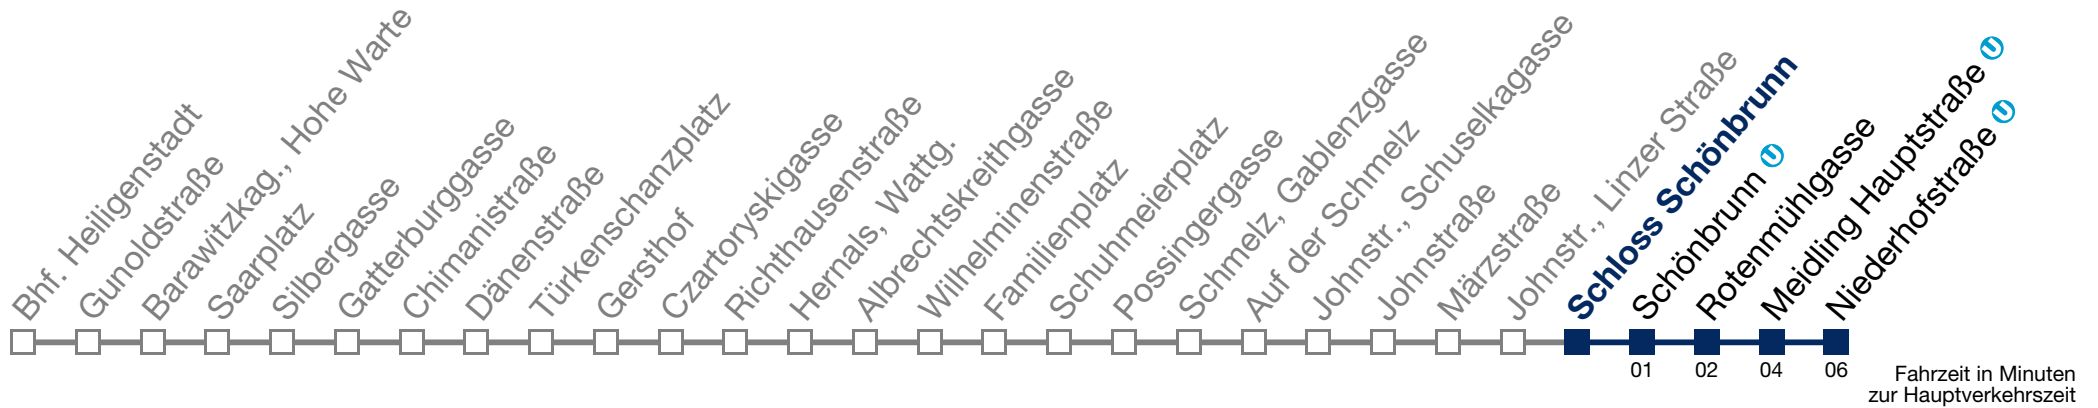 Bhf. Heiligenstadt
Gunoldstraße
Barawitzkag., Hohe Warte
Saarplatz
Silbergasse
Gatterburggasse
Chimanistraße
Dänenstraße
Türkenschanzplatz
Gersthof
Czartoryskigasse
Richthausenstraße
Hernals, Wattg.
Albrechtskreithgasse
Wilhelminenstraße
Familienplatz
Schuhmeierplatz
Possingergasse
Schmelz, Gablenzgasse
Auf der Schmelz
Johnstr., Schuselkagasse
Johnstraße
Märzstraße
Johnstr., Linzer Straße
Schloss Schönbrunn
Schönbrunn U
Rotenmühlgasse
Meidling Hauptstraße U
Niederhofstraße U
01 02 04 06
Fahrzeit in Minuten
zur Hauptverkehrszeit